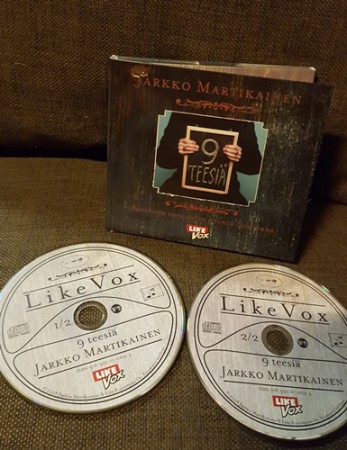 JARKKO MARTIKAINEN
9
TEESIÄ
LIKE
VOX
LikeVox
1/2
9 teesiä
JARKKO MARTIKAINEN
LIKE
VOX
LikeVox
2/2
9 teesiä
JARKKO MARTIKAINEN
LIKE
VOX